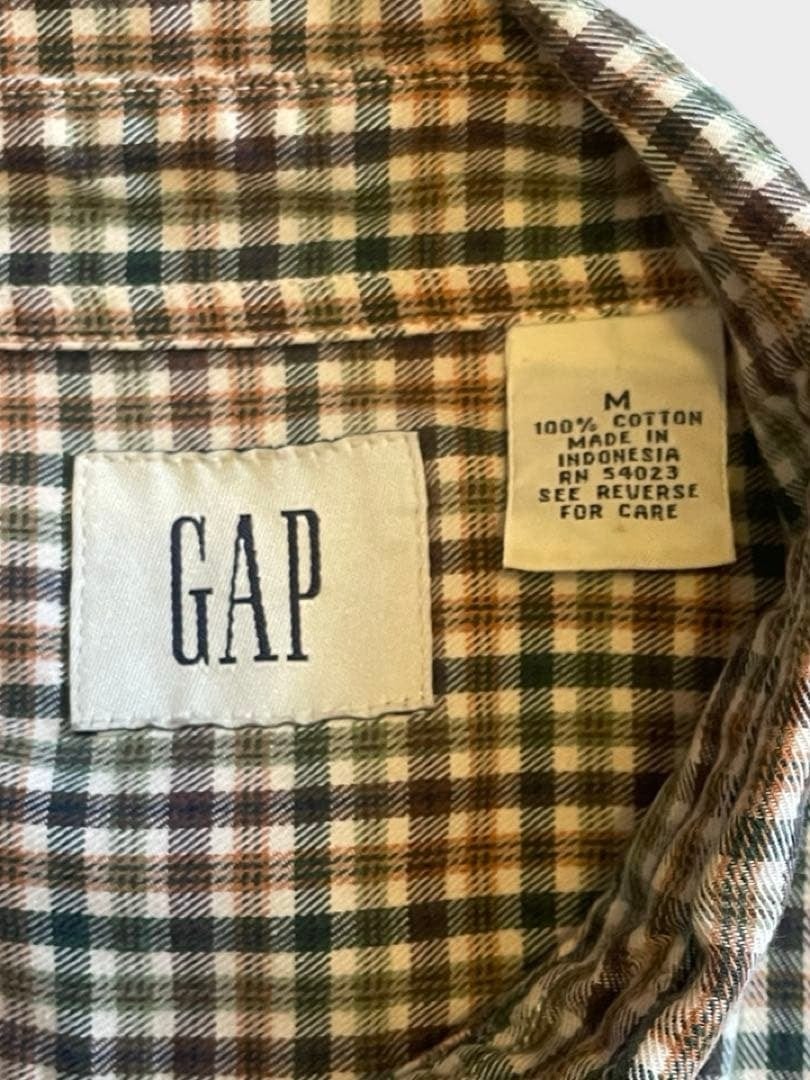 GAP
M
100% COTTON
MADE IN
INDONESIA
RN 54023
SEE REVERSE
FOR CARE